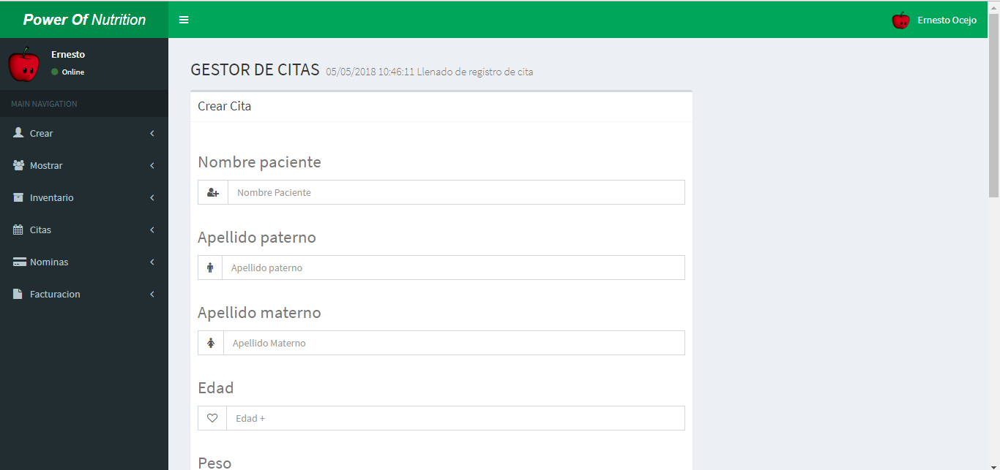 Power Of Nutrition
Ernesto Ocejo
Ernesto
Online
MAIN NAVIGATION
Crear
Mostrar
Inventario
Citas
Nominas
Facturacion
GESTOR DE CITAS 05/05/2018 10:46:11 Llenado de registro de cita
Crear Cita
Nombre paciente
Nombre Paciente
Apellido paterno
Apellido paterno
Apellido materno
Apellido Materno
Edad
Edad +
Peso